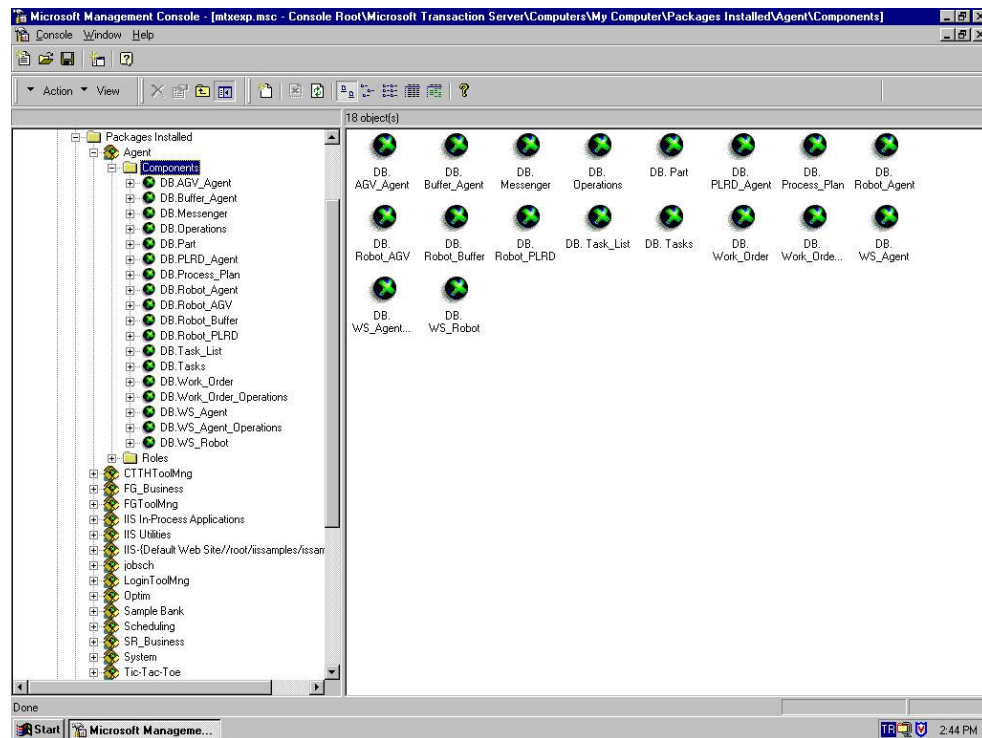 Microsoft Management Console - [mtxexp.msc - Console Root\Microsoft Transaction Server\Computers\My Computer\Packages Installed\Agent\Components]
Console Window Help
Action View
18 object(s)
Packages Installed
Agent
Components
DB.AGV_Agent
DB.Buffer_Agent
DB.Messenger
DB.Operations
DB.Part
DB.PLRD_Agent
DB.Process_Plan
DB.Robot_Agent
DB.Robot_AGV
DB.Robot_Buffer
DB.Robot_PLRD
DB.Task_List
DB.Tasks
DB.Work_Order
DB.Work_Order_Operations
DB.WS_Agent
DB.WS_Agent_Operations
DB.WS_Robot
Roles
CTTHToolMng
FG_Business
FGToolMng
IIS In-Process Applications
IIS Utilities
IIS-{Default Web Site//root/iissamples/issam
jobsch
LoginToolMng
Optim
Sample Bank
Scheduling
SR_Business
System
Tic-Tac-Toe
DB. DB. DB. DB. DB. Part DB. DB. DB.
AGV_Agent Buffer_Agent Messenger Operations PLRD_Agent Process_Plan Robot_Agent
DB. DB. DB. DB. Task_List DB. Tasks DB. DB. DB.
Robot_AGV Robot_Buffer Robot_PLRD Work_Order Work_Orde... WS_Agent
DB. DB.
WS_Agent... WS_Robot
Done
Start Microsoft Manageme... TR 2:44 PM